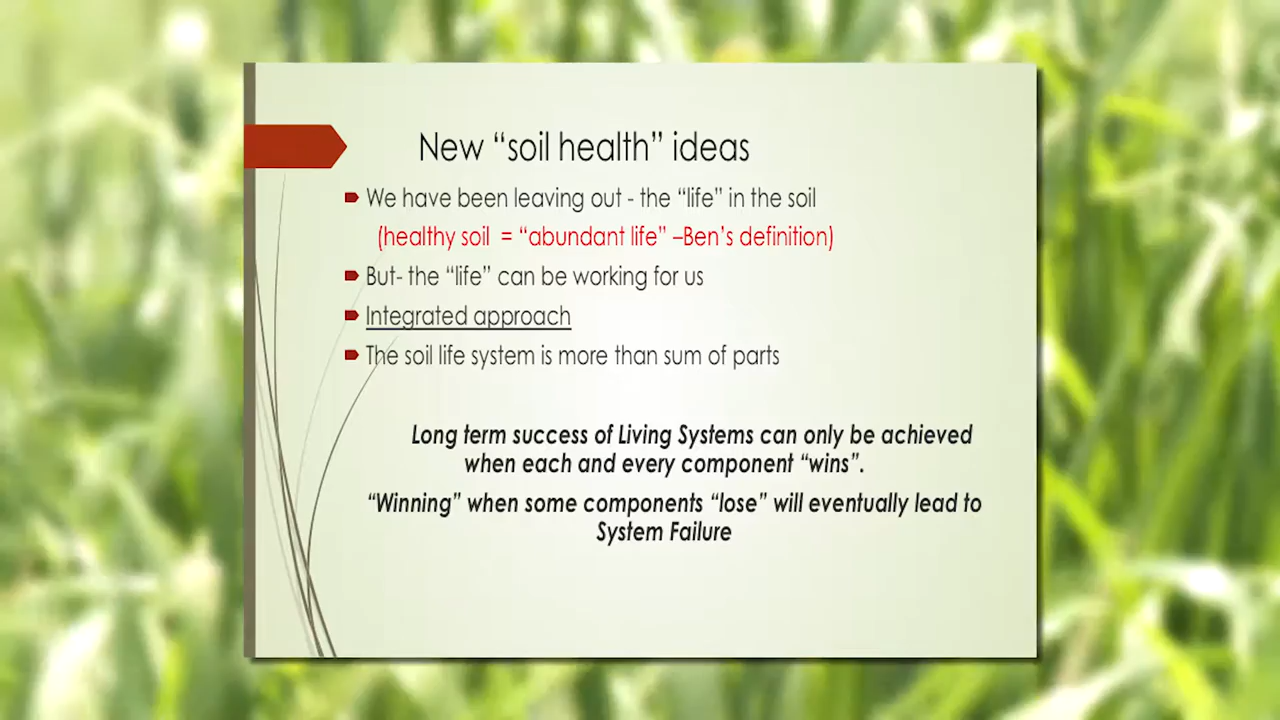 New “soil health” ideas
We have been leaving out - the “life” in the soil
(healthy soil = “abundant life” –Ben’s definition)
But- the “life” can be working for us
Integrated approach
The soil life system is more than sum of parts
Long term success of Living Systems can only be achieved
when each and every component “wins”.
“Winning” when some components “lose” will eventually lead to
System Failure